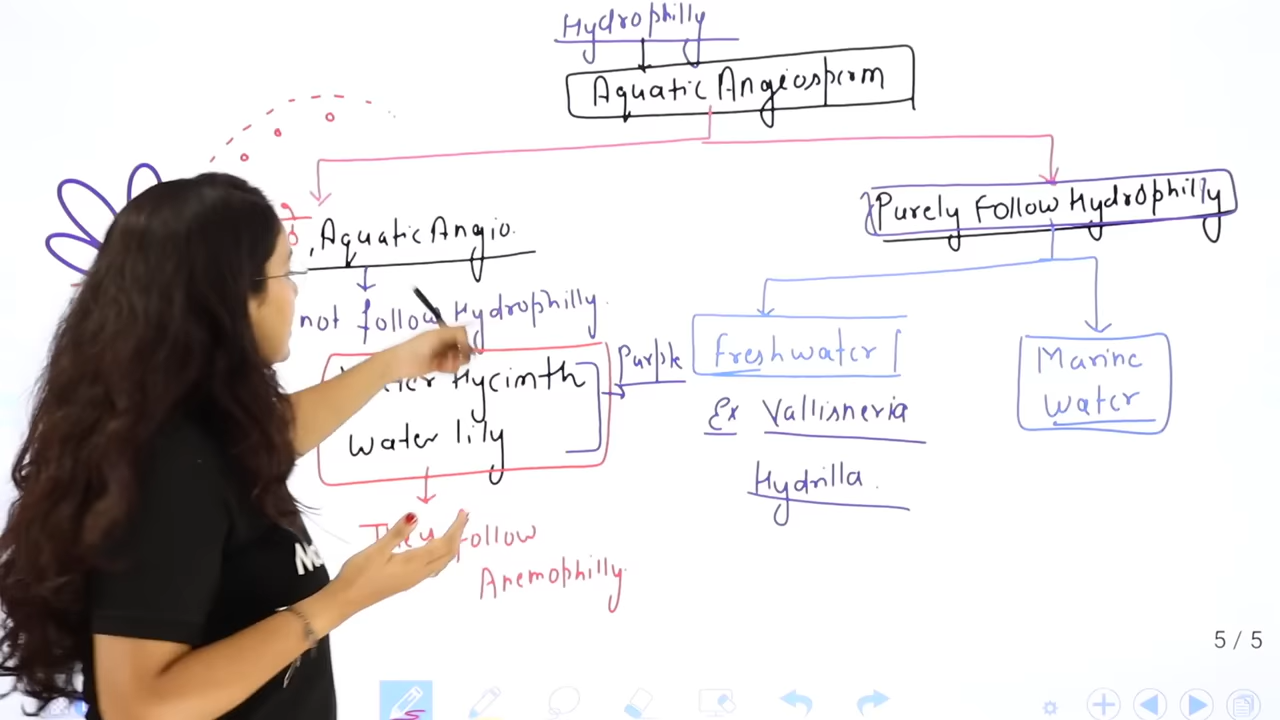 Hydrophilly
Aquatic Angiosperm
Aquatic Angio.
not follow Hydrophilly
Hycinth
Water lily
Purple
follow
Anemophilly
Purely Follow Hydrophilly
freshwater
Ex Vallisneria
Hydrilla
Marine
Water
5 / 5